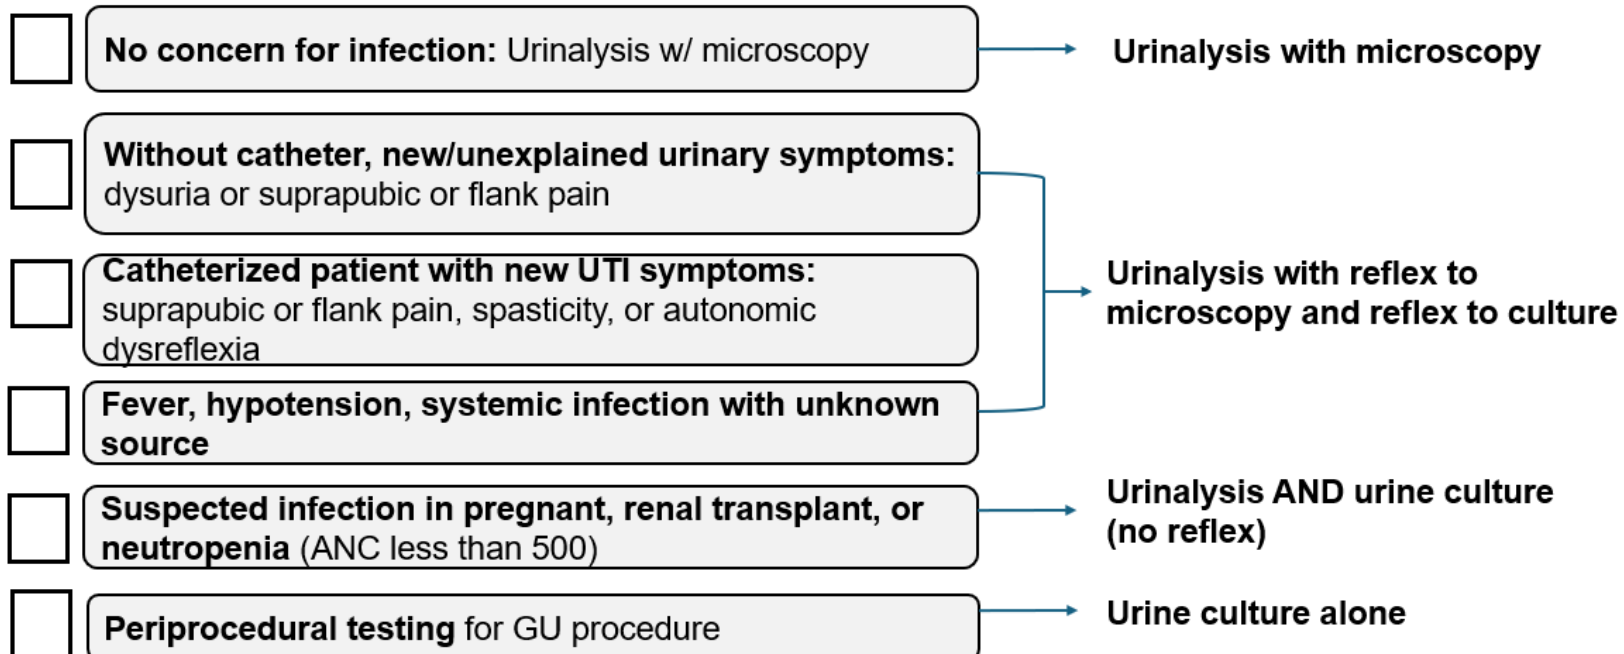 No concern for infection: Urinalysis w/ microscopy
Urinalysis with microscopy
Without catheter, new/unexplained urinary symptoms:
dysuria or suprapubic or flank pain
Catheterized patient with new UTI symptoms:
suprapubic or flank pain, spasticity, or autonomic
dysreflexia
Fever, hypotension, systemic infection with unknown
source
Urinalysis with reflex to
microscopy and reflex to culture
Suspected infection in pregnant, renal transplant, or
neutropenia (ANC less than 500)
Urinalysis AND urine culture
(no reflex)
Periprocedural testing for GU procedure
Urine culture alone